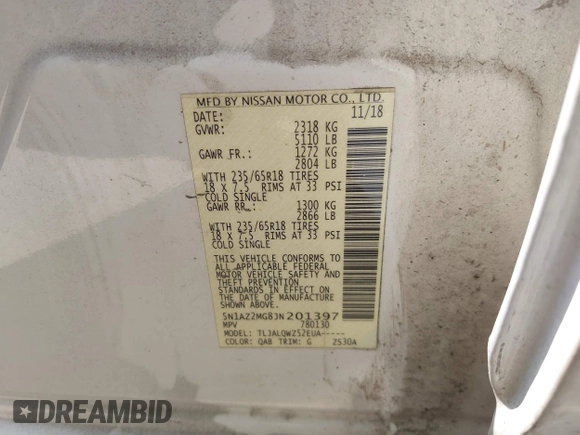 MFD BY NISSAN MOTOR CO., LTD.
DATE: 11/18
GVWR: 2318 KG
5110 LB
GAWR FR.: 1272 KG
2804 LB
WITH 235/65R18 TIRES
18 X 7.5 RIMS AT 33 PSI
COLD SINGLE
GAWR RR.: 1300 KG
2866 LB
WITH 235/65R18 TIRES
18 X 7.5 RIMS AT 33 PSI
COLD SINGLE
THIS VEHICLE CONFORMS TO
ALL APPLICABLE FEDERAL
MOTOR VEHICLE SAFETY AND
THEFT PREVENTION
STANDARDS IN EFFECT ON THE
DATE OF MANUFACTURE SHOWN
ABOVE.
5N1AZ2MG8JN201397
MPV 780130
MODEL: TLJALQWZ52EUA-----
COLOR: QAB TRIM: G 2S30A
DREAMBID